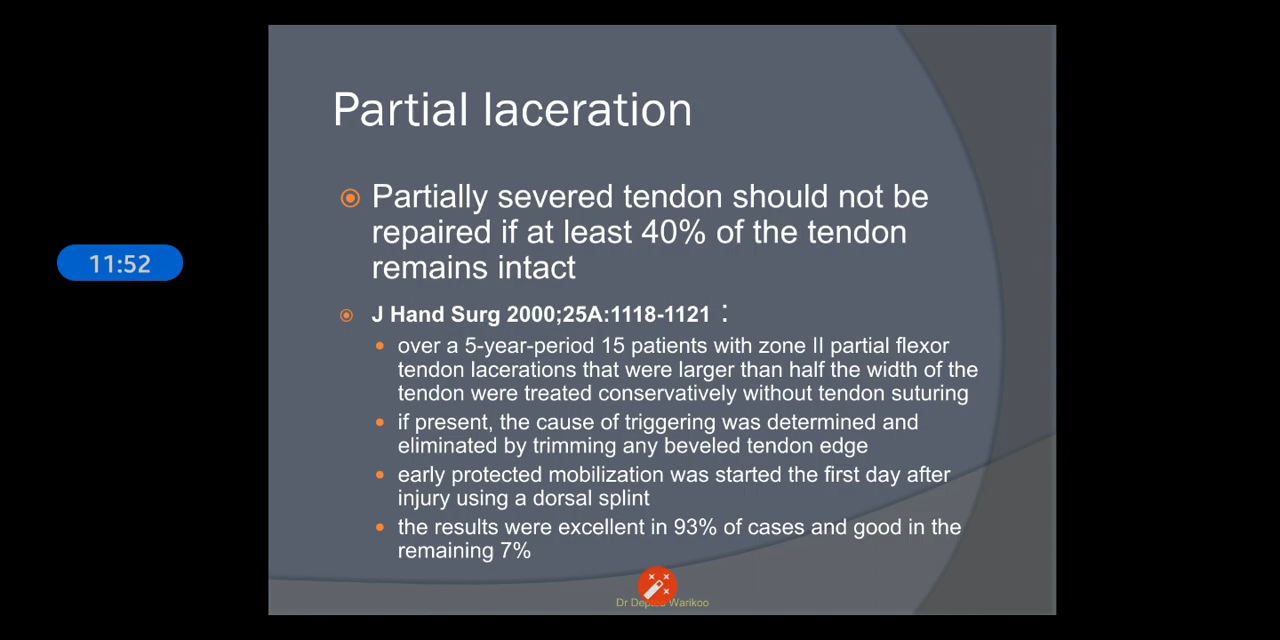 Partial laceration
Partially severed tendon should not be
repaired if at least 40% of the tendon
remains intact
11:52
J Hand Surg 2000;25A:1118-1121 :
over a 5-year-period 15 patients with zone II partial flexor
tendon lacerations that were larger than half the width of the
tendon were treated conservatively without tendon suturing
if present, the cause of triggering was determined and
eliminated by trimming any beveled tendon edge
early protected mobilization was started the first day after
injury using a dorsal splint
the results were excellent in 93% of cases and good in the
remaining 7%
Dr Warikoo